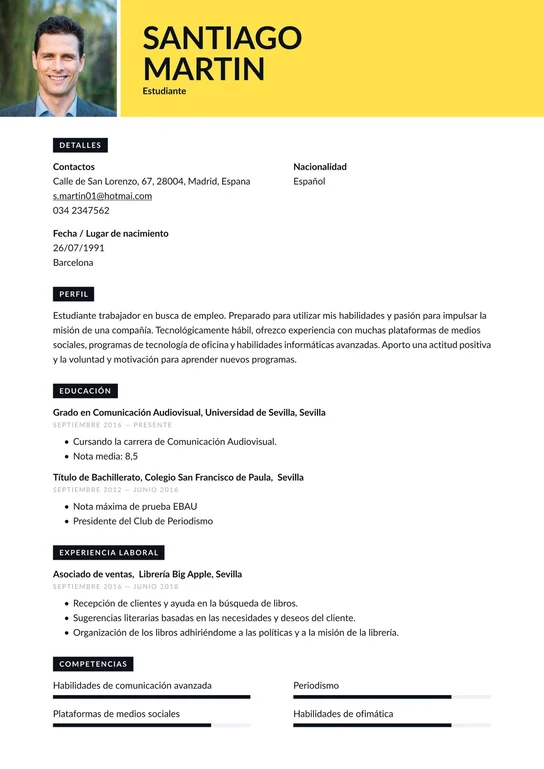 SANTIAGO
MARTIN
Estudiante
DETALLES
Contactos
Calle de San Lorenzo, 67, 28004, Madrid, Espana
s.martin01@hotmai.com
034 2347562
Nacionalidad
Español
Fecha / Lugar de nacimiento
26/07/1991
Barcelona
PERFIL
Estudiante trabajador en busca de empleo. Preparado para utilizar mis habilidades y pasión para impulsar la
misión de una compañía. Tecnológicamente hábil, ofrezco experiencia con muchas plataformas de medios
sociales, programas de tecnología de oficina y habilidades informáticas avanzadas. Aporto una actitud positiva
y la voluntad y motivación para aprender nuevos programas.
EDUCACIÓN
Grado en Comunicación Audiovisual, Universidad de Sevilla, Sevilla
SEPTIEMBRE 2016 — PRESENTE
• Cursando la carrera de Comunicación Audiovisual.
• Nota media: 8,5
Título de Bachillerato, Colegio San Francisco de Paula, Sevilla
SEPTIEMBRE 2012 — JUNIO 2016
• Nota máxima de prueba EBAU
• Presidente del Club de Periodismo
EXPERIENCIA LABORAL
Asociado de ventas, Librería Big Apple, Sevilla
SEPTIEMBRE 2016 — JUNIO 2018
• Recepción de clientes y ayuda en la búsqueda de libros.
• Sugerencias literarias basadas en las necesidades y deseos del cliente.
• Organización de los libros adhiriéndome a las políticas y a la misión de la librería.
COMPETENCIAS
Habilidades de comunicación avanzada
Periodismo
Plataformas de medios sociales
Habilidades de ofimática